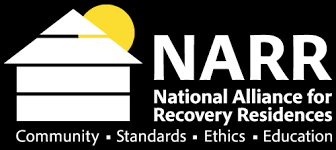 NARR
National Alliance for
Recovery Residences
Community ▪ Standards ▪ Ethics ▪ Education